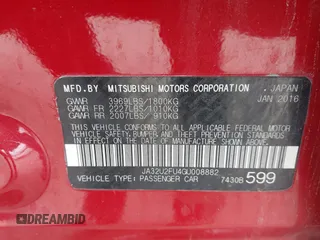 MFD.BY MITSUBISHI MOTORS CORPORATION, JAPAN
GVWR 3969LBS/1800KG JAN 2016
GAWR FR 2227LBS/1010KG
GAWR RR 2007LBS/ 910KG
THIS VEHICLE CONFORMS TO ALL APPLICABLE FEDERAL MOTOR
VEHICLE SAFETY, BUMPER, AND THEFT PREVENTION
STANDARDS IN EFFECT ON THE DATE OF
MANUFACTURE SHOWN ABOVE.
JA32U2FU4GU008882
VEHICLE TYPE: PASSENGER CAR 7430B 599
DREAMBID